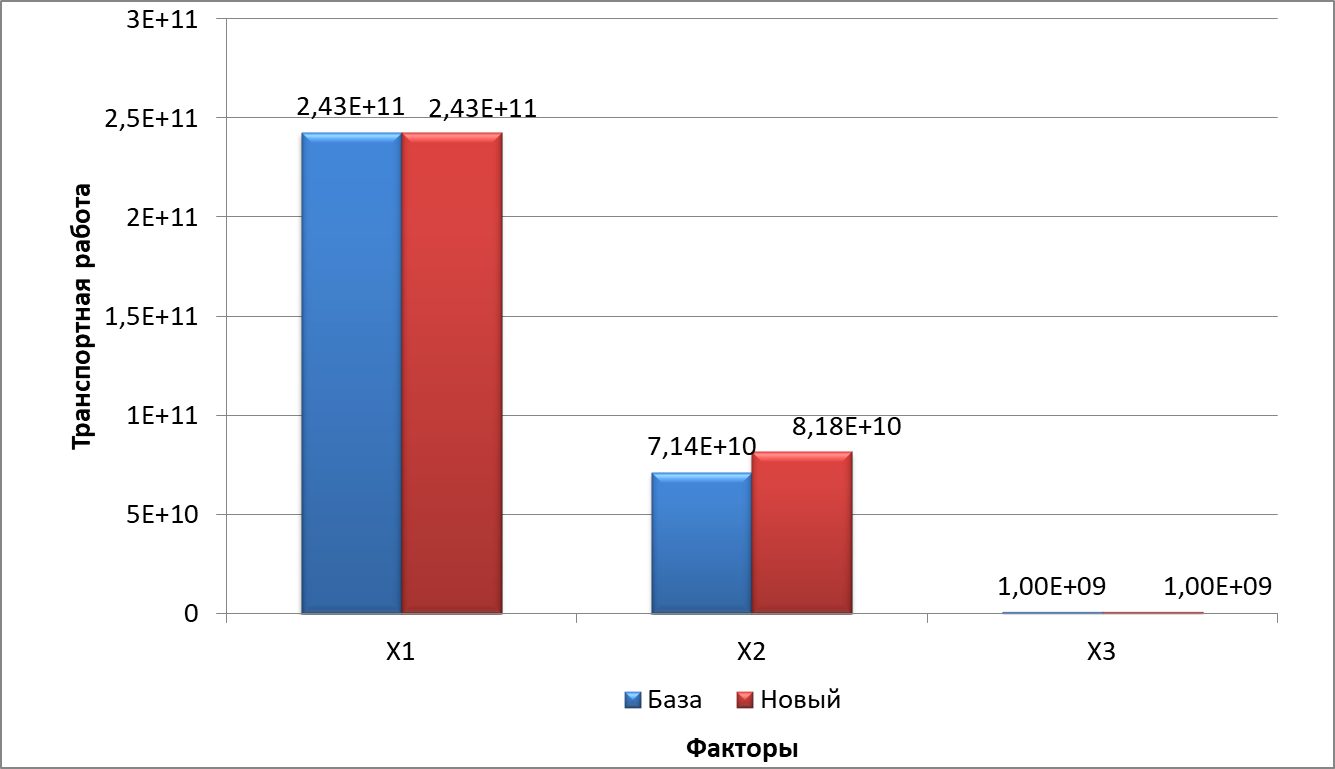 3E+11
2,5E+11
2E+11
1,5E+11
1E+11
5E+10
0
Транспортная работа
2,43E+11 2,43E+11
7,14E+10 8,18E+10
1,00E+09 1,00E+09
X1 X2 X3
База Новый
Факторы